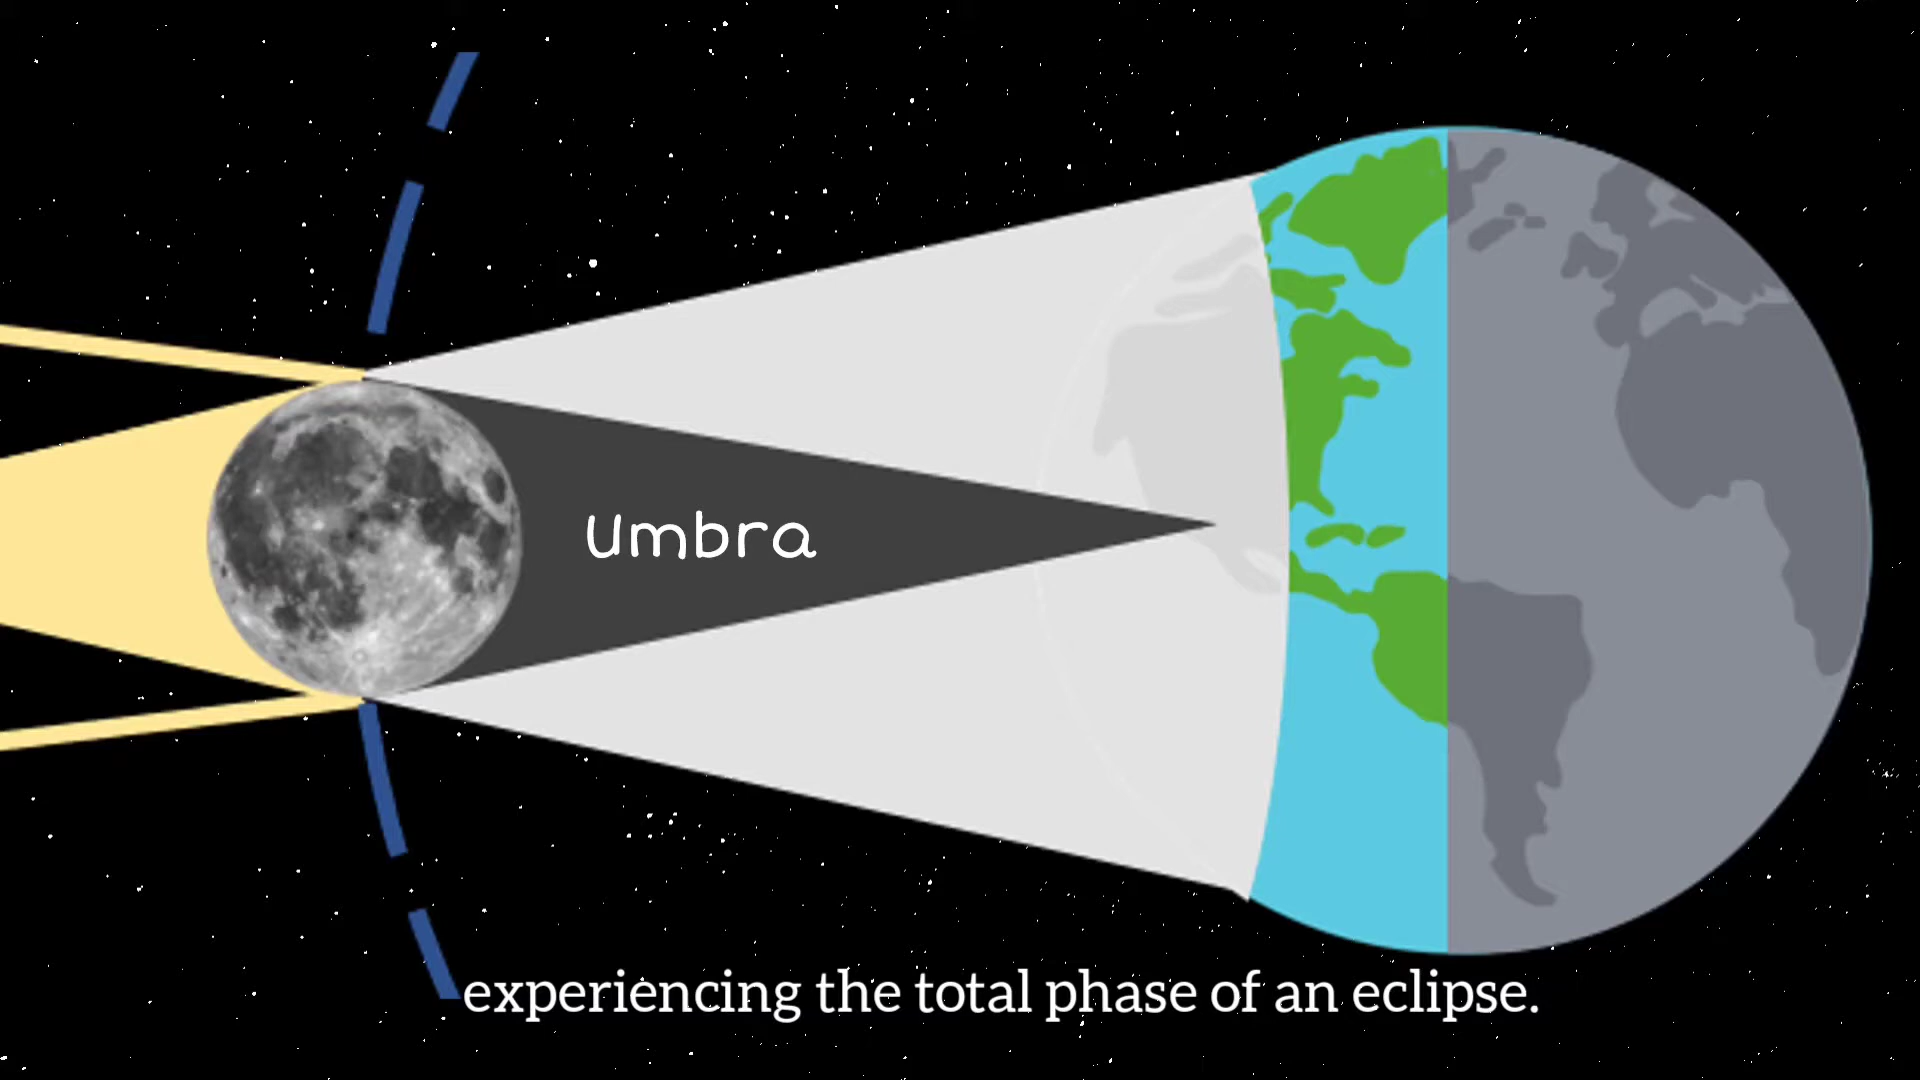 Umbra
experiencing the total phase of an eclipse.